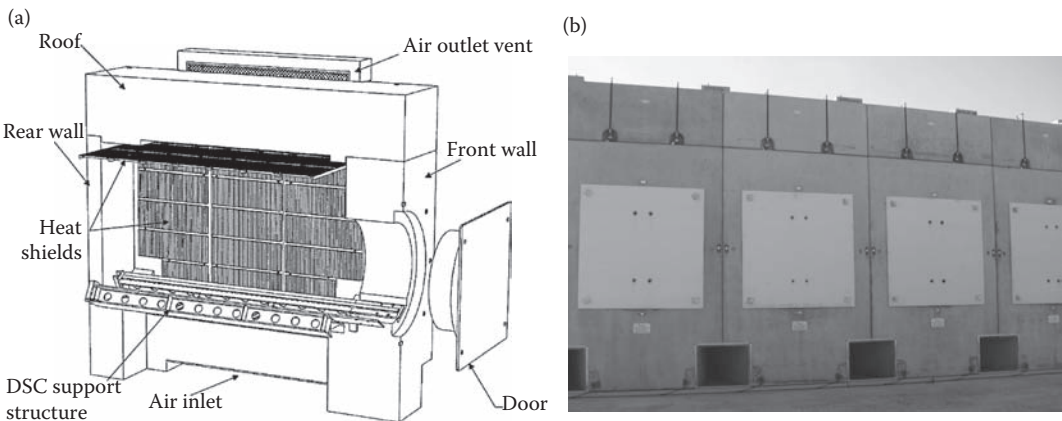 (a)
Roof
Air outlet vent
Rear wall
Front wall
Heat
shields
DSC support
structure
Air inlet
Door
(b)